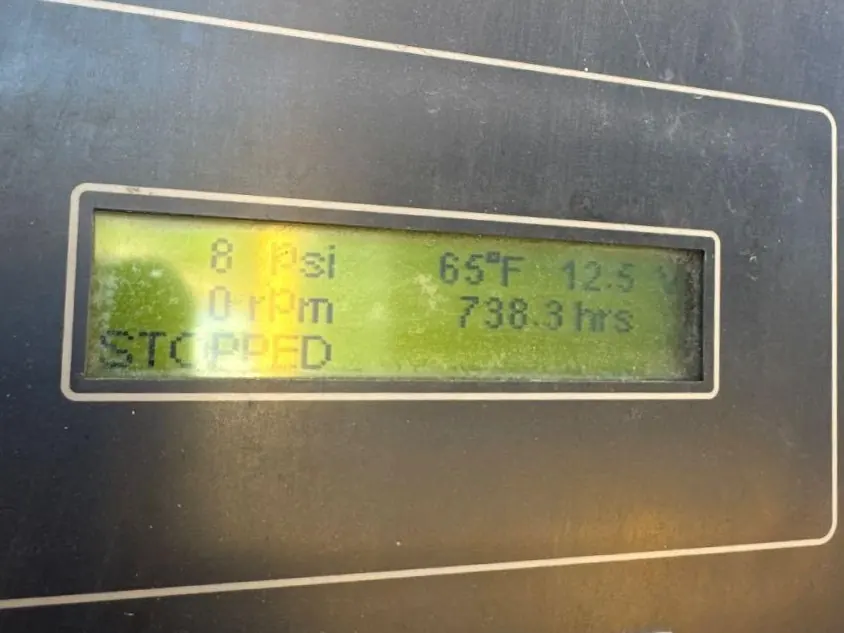 8 psi 65°F 12.5 V
0 rpm 738.3 hrs
STOPPED